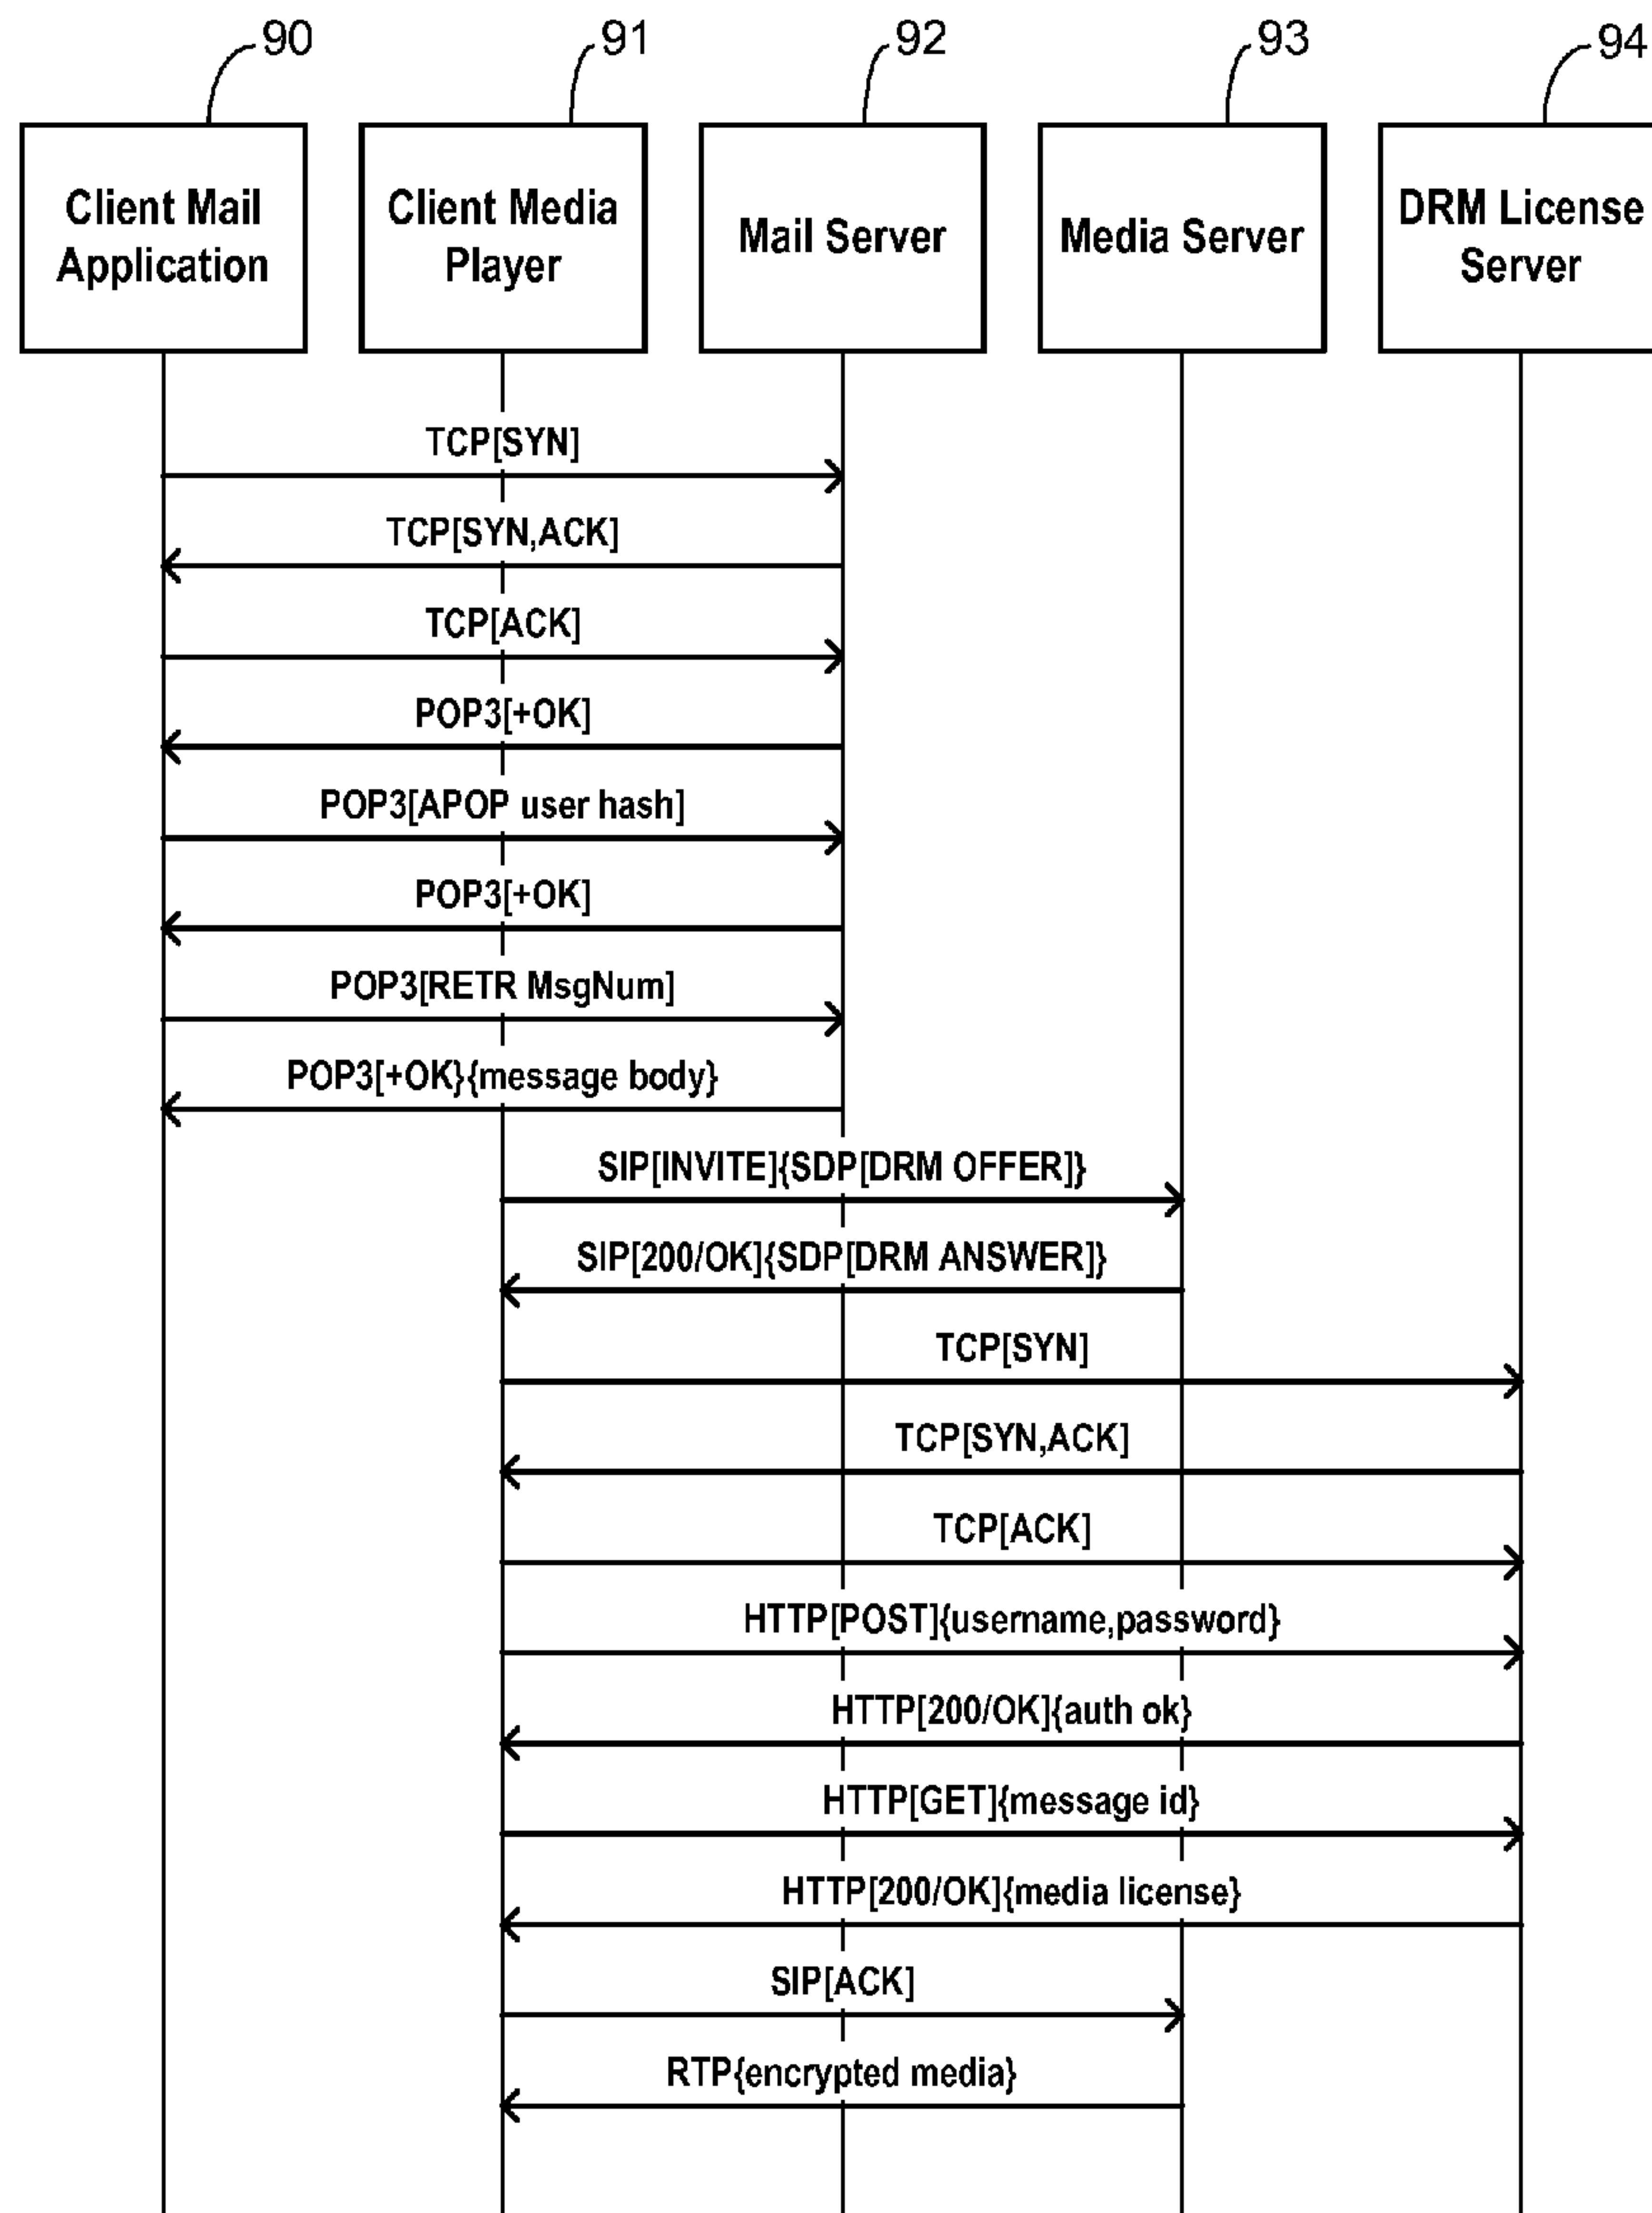 90
91
92
93
94
Client Mail
Application
Client Media
Player
Mail Server
Media Server
DRM License
Server
TCP[SYN]
TCP[SYN,ACK]
TCP[ACK]
POP3[+OK]
POP3[APOP user hash]
POP3[+OK]
POP3[RETR MsgNum]
POP3[+OK}{message body}
SIP[INVITE]{SDP[DRM OFFER]}
SIP[200/OK]{SDP[DRM ANSWER]}
TCP[SYN]
TCP[SYN,ACK]
TCP[ACK]
HTTP[POST]{username,password}
HTTP[200/OK]{auth ok}
HTTP[GET]{message id}
HTTP[200/OK]{media license}
SIP[ACK]
RTP{encrypted media}